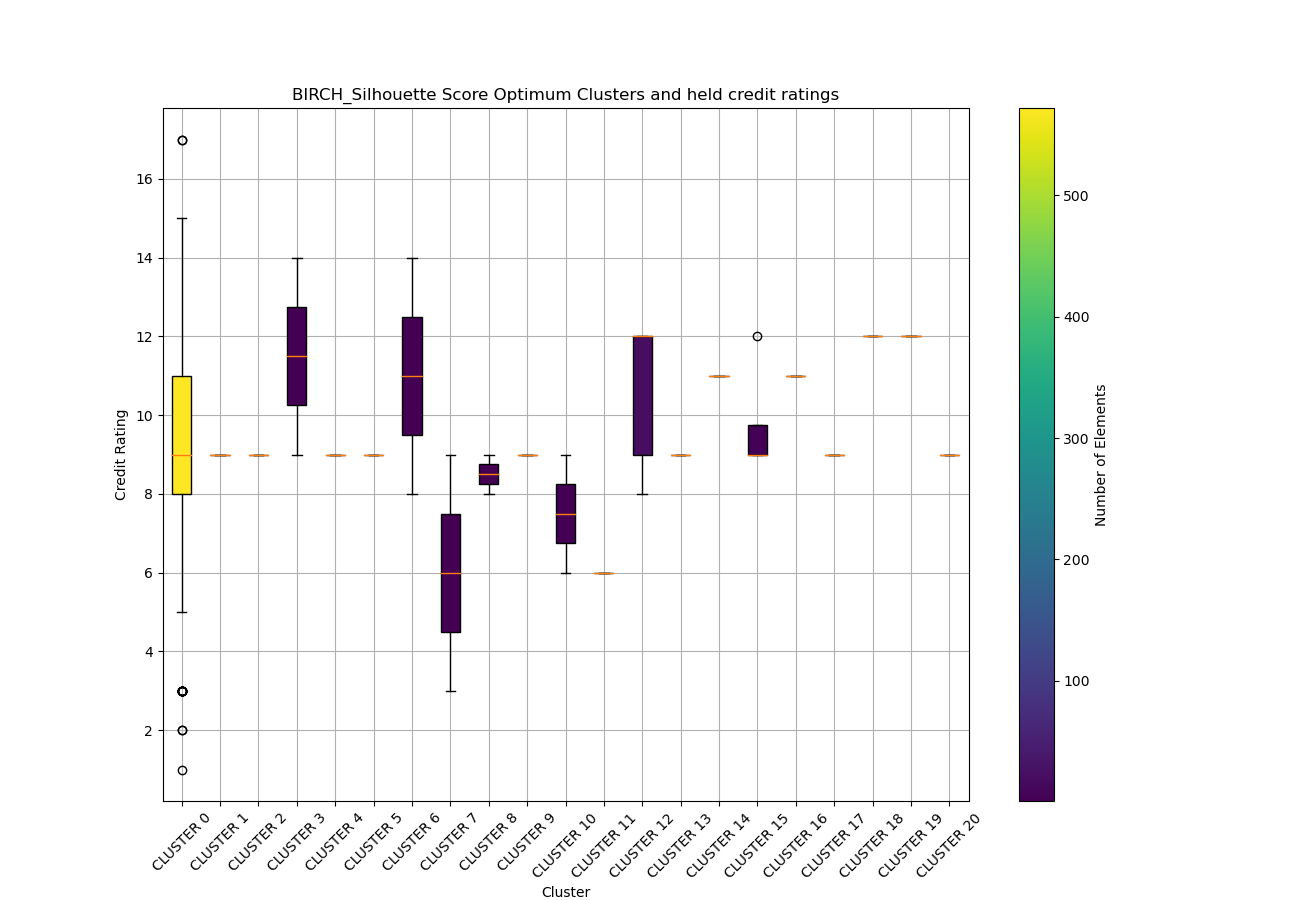 BIRCH_Silhouette Score Optimum Clusters and held credit ratings
16
14
12
10
8
6
4
2
Credit Rating
CLUSTER 0
CLUSTER 1
CLUSTER 2
CLUSTER 3
CLUSTER 4
CLUSTER 5
CLUSTER 6
CLUSTER 7
CLUSTER 8
CLUSTER 9
CLUSTER 10
CLUSTER 11
CLUSTER 12
CLUSTER 13
CLUSTER 14
CLUSTER 15
CLUSTER 16
CLUSTER 17
CLUSTER 18
CLUSTER 19
CLUSTER 20
Cluster
500
400
300
200
100
Number of Elements